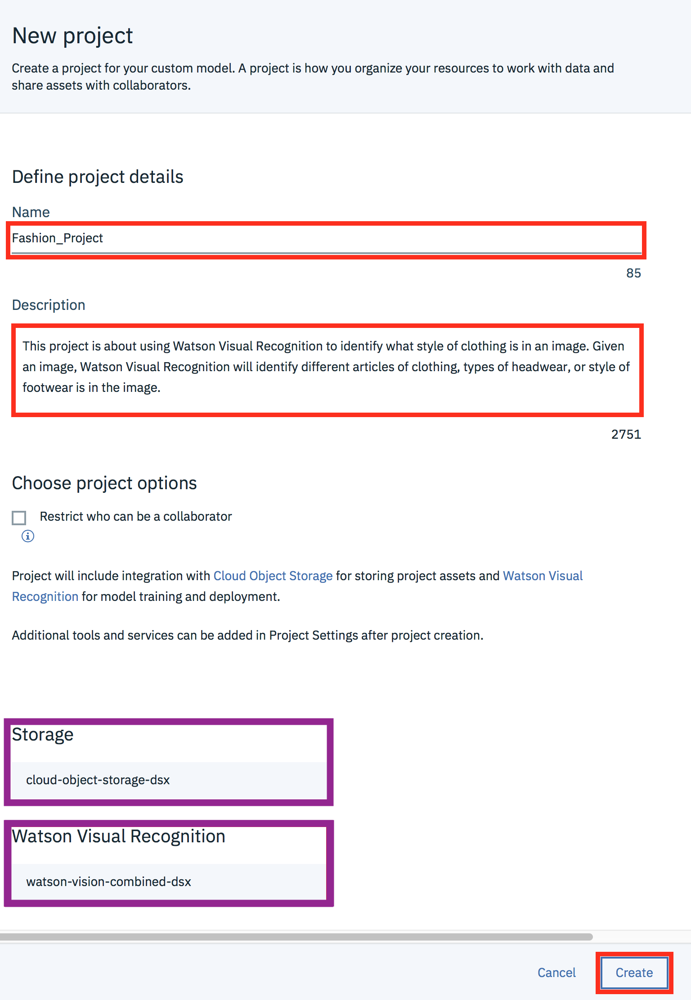 New project
Create a project for your custom model. A project is how you organize your resources to work with data and
share assets with collaborators.
Define project details
Name
Fashion_Project
85
Description
This project is about using Watson Visual Recognition to identify what style of clothing is in an image. Given
an image, Watson Visual Recognition will identify different articles of clothing, types of headwear, or style of
footwear is in the image.
2751
Choose project options
Restrict who can be a collaborator
Project will include integration with Cloud Object Storage for storing project assets and Watson Visual
Recognition for model training and deployment.
Additional tools and services can be added in Project Settings after project creation.
Storage
cloud-object-storage-dsx
Watson Visual Recognition
watson-vision-combined-dsx
Cancel
Create